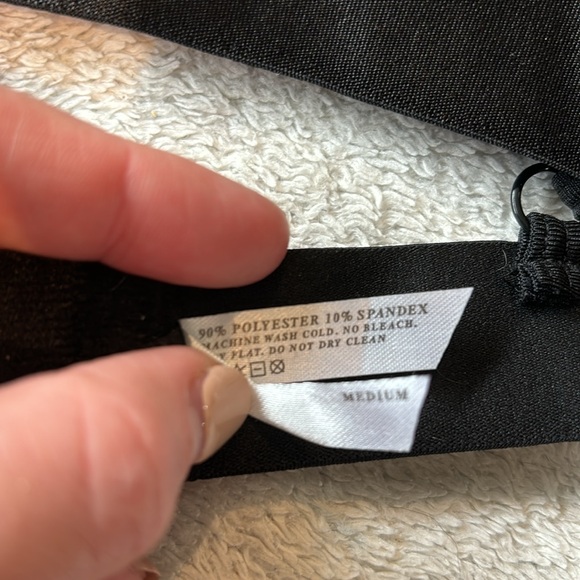 90% POLYESTER 10% SPANDEX
MACHINE WASH COLD. NO BLEACH.
FLAT. DO NOT DRY CLEAN
MEDIUM